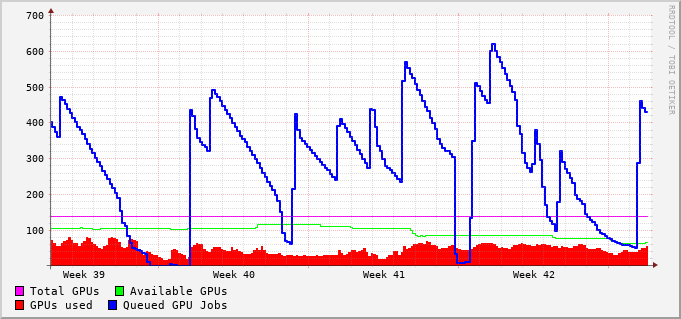 700
600
500
400
300
200
100
Week 39 Week 40 Week 41 Week 42
Total GPUs Available GPUs
GPUs used Queued GPU Jobs
RRDTOOL / TOBI OETIKER